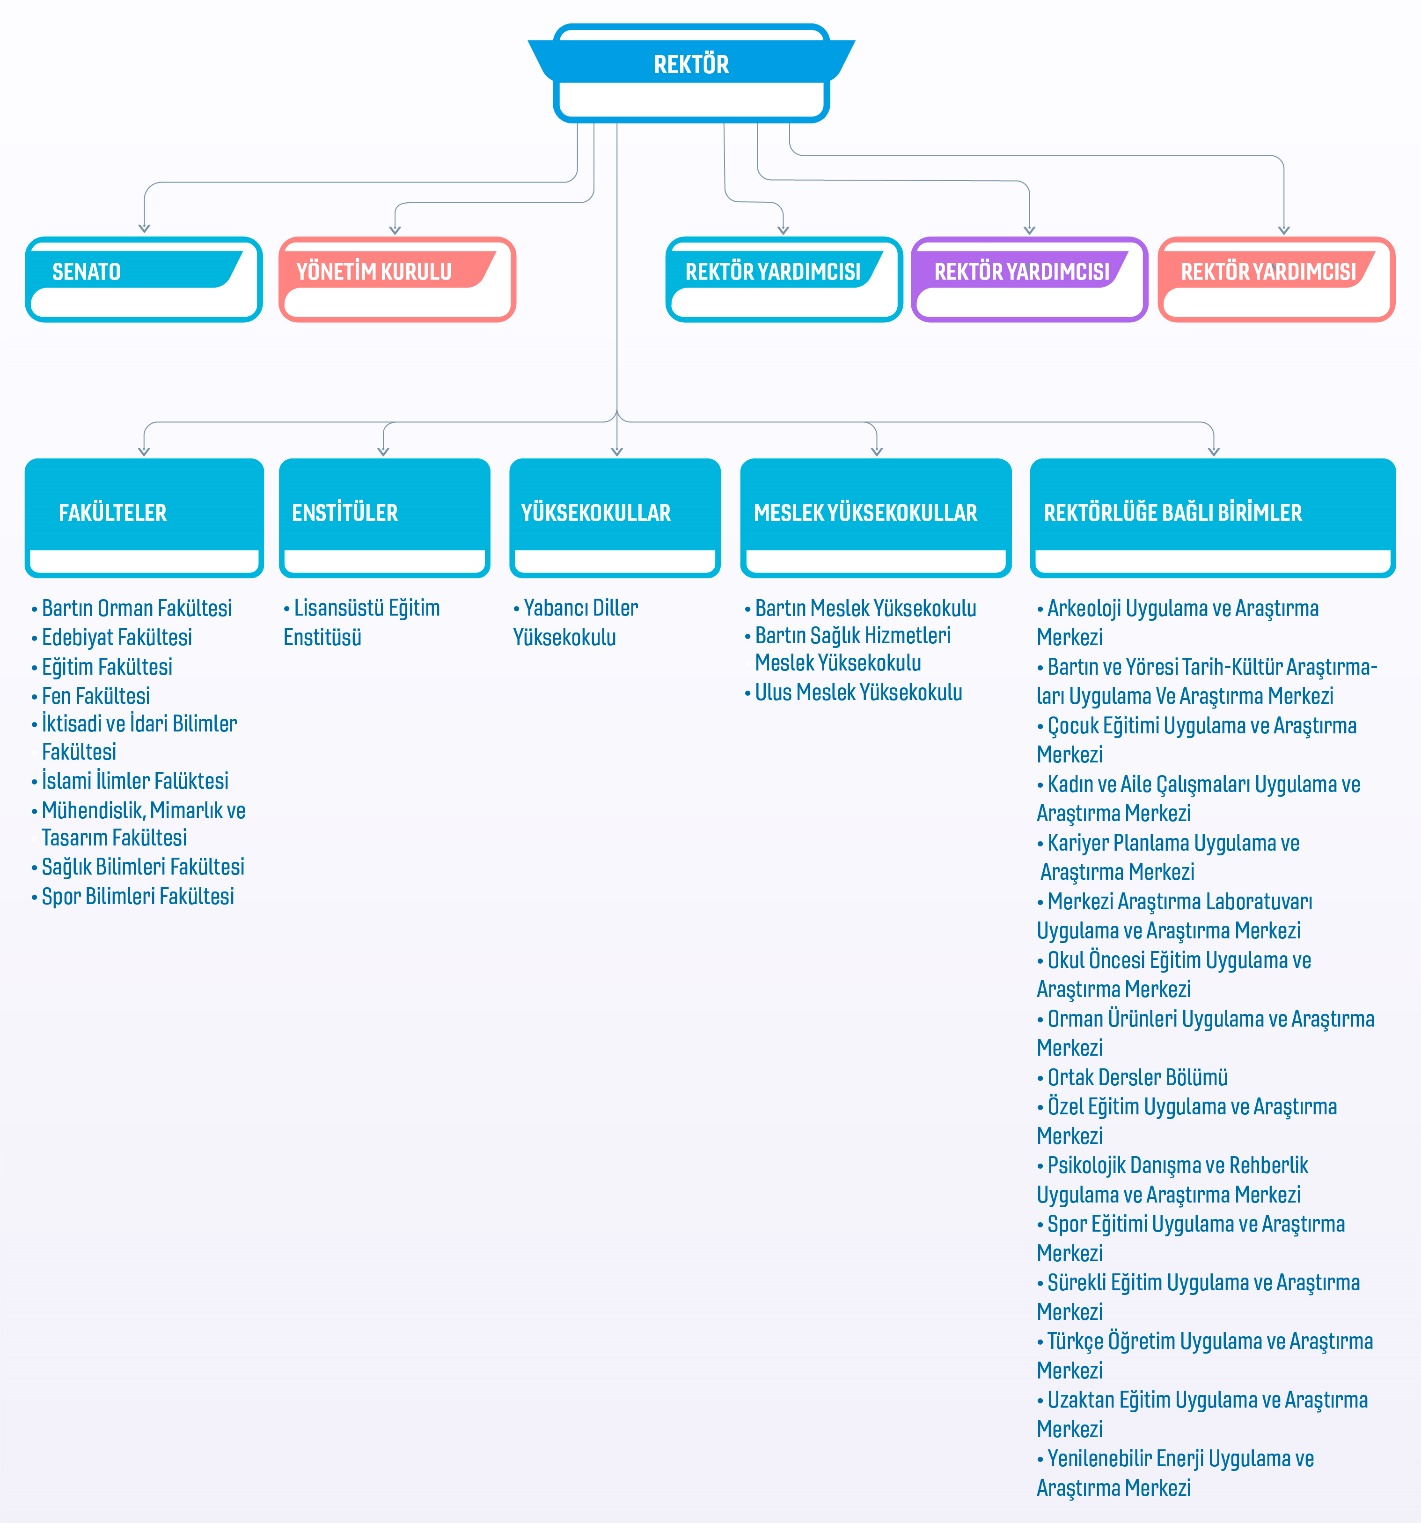 REKTÖR
SENATO
YÖNETİM KURULU
REKTÖR YARDIMCISI
REKTÖR YARDIMCISI
REKTÖR YARDIMCISI
FAKÜLTELER
• Bartın Orman Fakültesi
• Edebiyat Fakültesi
• Eğitim Fakültesi
• Fen Fakültesi
• İktisadi ve İdari Bilimler
Fakültesi
• İslami İlimler Falüktesi
• Mühendislik, Mimarlık ve
Tasarım Fakültesi
• Sağlık Bilimleri Fakültesi
• Spor Bilimleri Fakültesi
ENSTİTÜLER
• Lisansüstü Eğitim
Enstitüsü
YÜKSEKOKULLAR
• Yabancı Diller
Yüksekokulu
MESLEK YÜKSEKOKULLAR
• Bartın Meslek Yüksekokulu
• Bartın Sağlık Hizmetleri
Meslek Yüksekokulu
• Ulus Meslek Yüksekokulu
REKTÖRLÜĞE BAĞLI BİRİMLER
• Arkeoloji Uygulama ve Araştırma
Merkezi
• Bartın ve Yöresi Tarih-Kültür Araştırma-
ları Uygulama Ve Araştırma Merkezi
• Çocuk Eğitimi Uygulama ve Araştırma
Merkezi
• Kadın ve Aile Çalışmaları Uygulama ve
Araştırma Merkezi
• Kariyer Planlama Uygulama ve
Araştırma Merkezi
• Merkezi Araştırma Laboratuvarı
Uygulama ve Araştırma Merkezi
• Okul Öncesi Eğitim Uygulama ve
Araştırma Merkezi
• Orman Ürünleri Uygulama ve Araştırma
Merkezi
• Ortak Dersler Bölümü
• Özel Eğitim Uygulama ve Araştırma
Merkezi
• Psikolojik Danışma ve Rehberlik
Uygulama ve Araştırma Merkezi
• Spor Eğitimi Uygulama ve Araştırma
Merkezi
• Sürekli Eğitim Uygulama ve Araştırma
Merkezi
• Türkçe Öğretim Uygulama ve Araştırma
Merkezi
• Uzaktan Eğitim Uygulama ve Araştırma
Merkezi
• Yenilenebilir Enerji Uygulama ve
Araştırma Merkezi